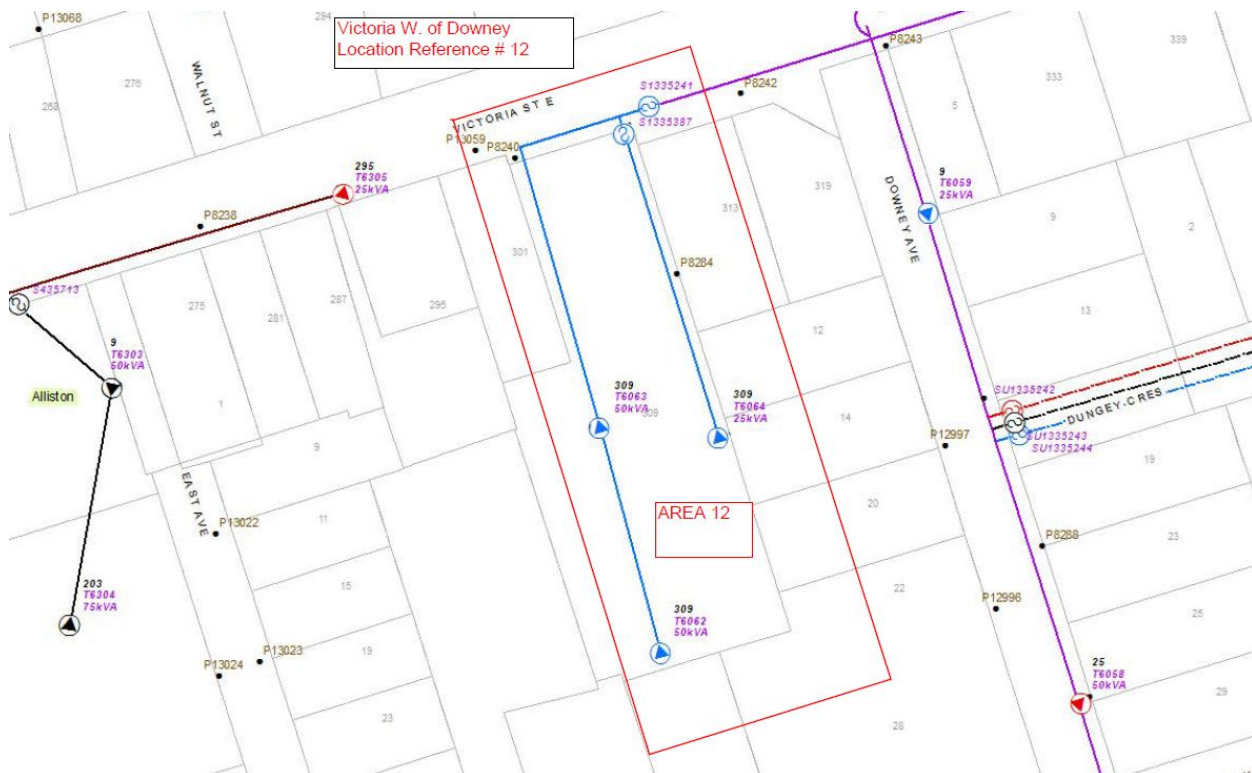 P13068
294
Victoria W. of Downey
Location Reference # 12
P8243
339
276
268
WALNUT ST
333
5
S1335241
P8242
VICTORIA ST E
S1335387
P13059
P8240
295
T6305
25kVA
319
DOWNEY AVE
9
T6059
25kVA
313
9
2
P8238
301
P8284
S435713
275
281
287
295
13
12
9
T6303
50kVA
Alliston
1
309
T6063
50kVA
309
309
T6064
25kVA
14
SU1335242
DUNGEY CRES
SU1335243
SU1335244
P12997
9
19
EAST AVE
P13022
11
AREA 12
20
P8288
23
15
22
P12996
25
203
T6304
75kVA
309
T6062
50kVA
P13023
P13024
19
25
T6058
50kVA
29
23
28